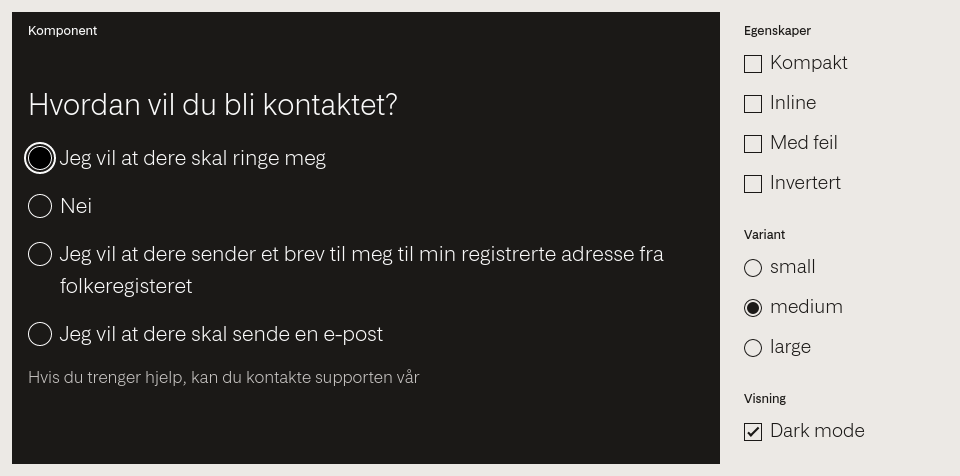 Komponent
Hvordan vil du bli kontaktet?
Jeg vil at dere skal ringe meg
Nei
Jeg vil at dere sender et brev til meg til min registrerte adresse fra
folkeregisteret
Jeg vil at dere skal sende en e-post
Hvis du trenger hjelp, kan du kontakte supporten vår
Egenskaper
Kompakt
Inline
Med feil
Invertert
Variant
small
medium
large
Visning
Dark mode